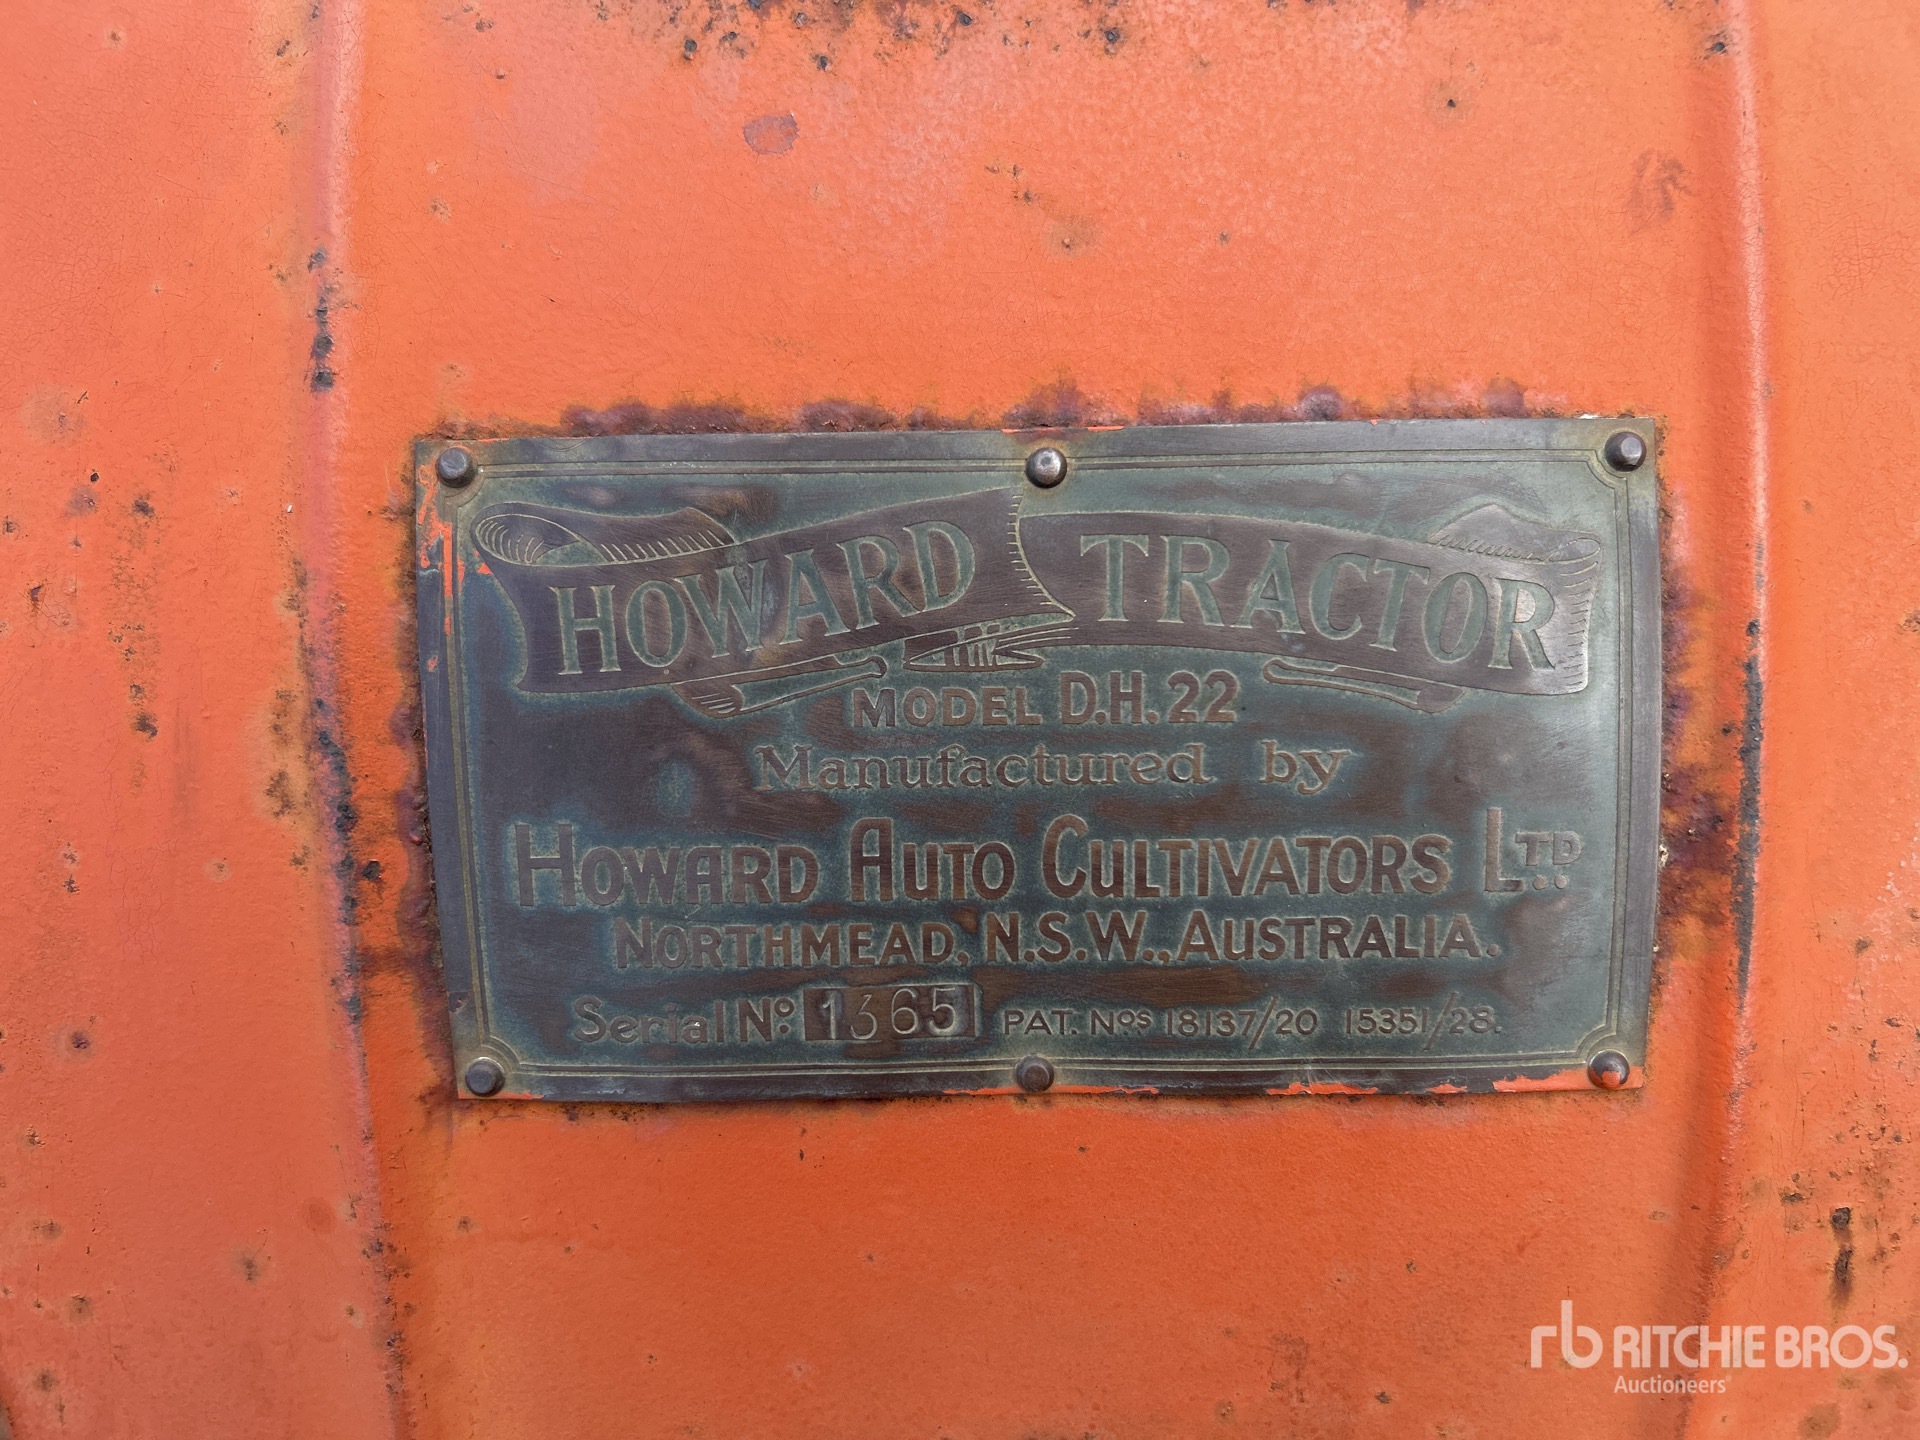 HOWARD TRACTOR
MODEL D.H.22
Manufactured by
HOWARD AUTO CULTIVATORS LTD
NORTHMEAD, N.S.W., AUSTRALIA.
Serial No. 1365 PAT. Nos 18137/20 15351/28.
rb RITCHIE BROS.
Auctioneers